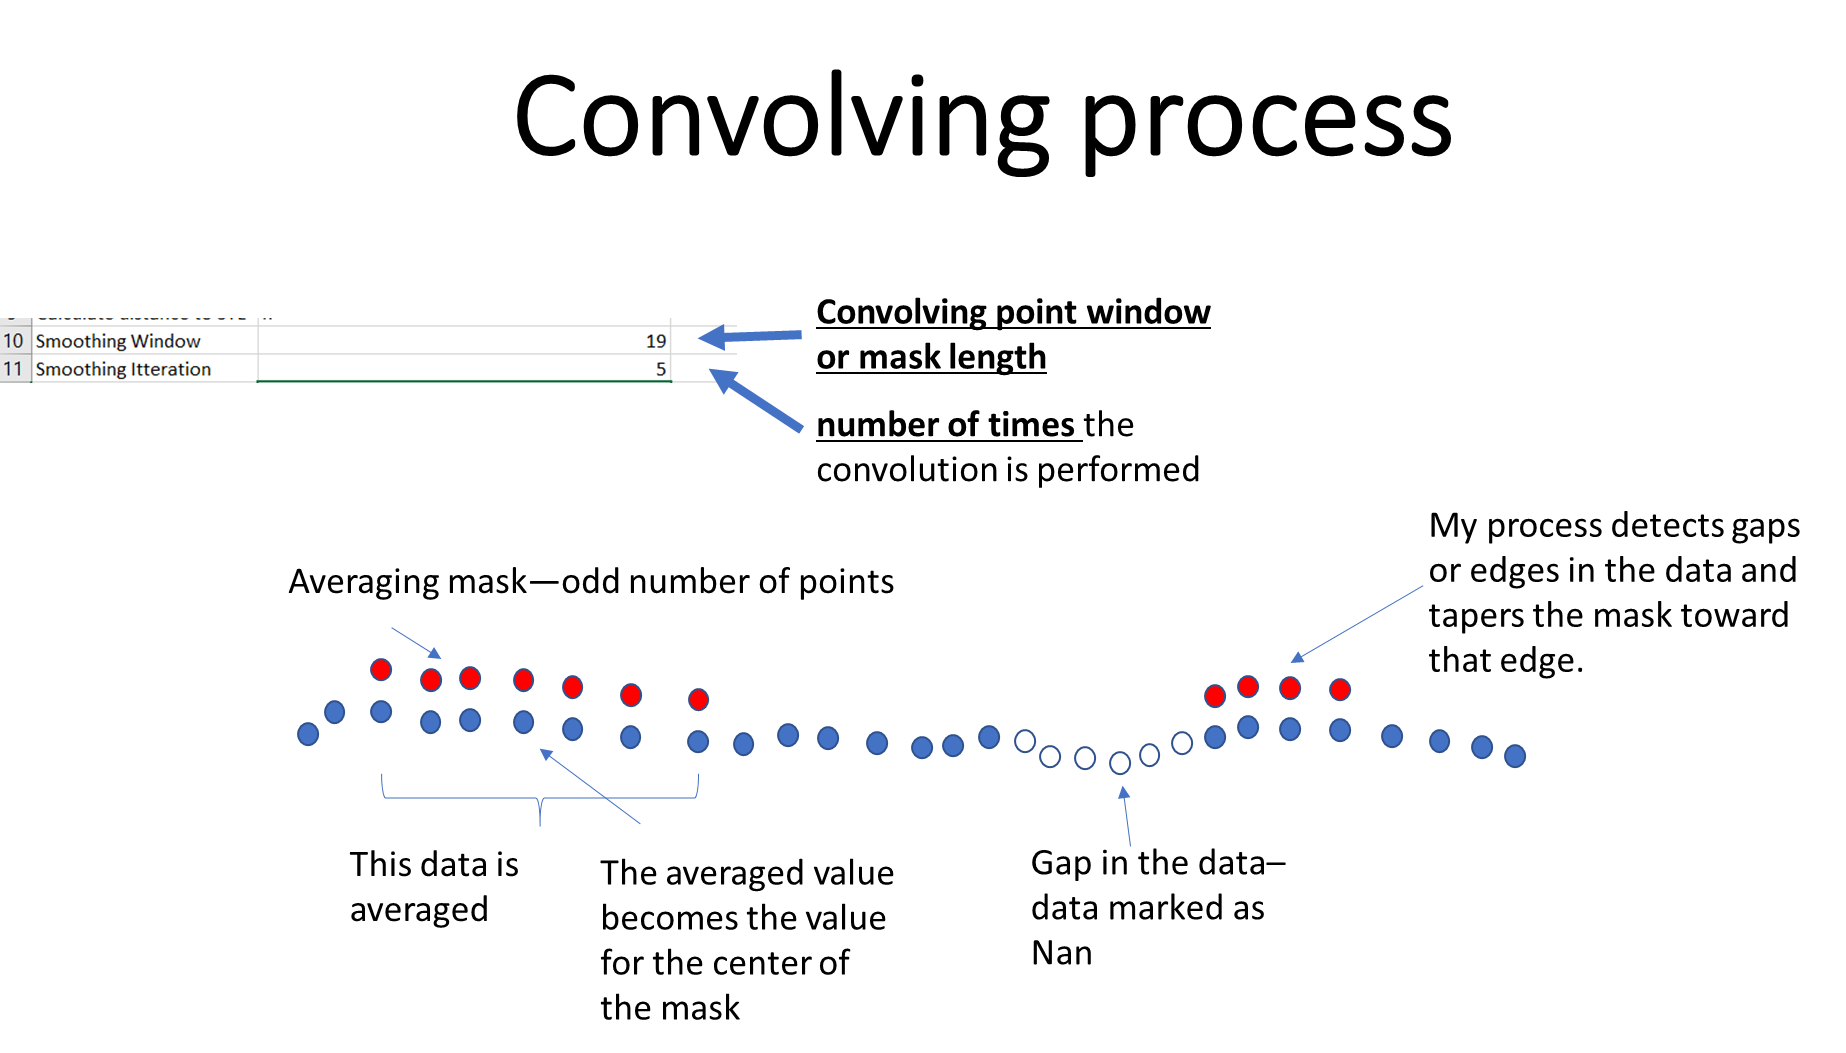 Convolving process
10 Smoothing Window 19
11 Smoothing Itteration 5
Convolving point window
or mask length
number of times the
convolution is performed
My process detects gaps
or edges in the data and
tapers the mask toward
that edge.
Averaging mask—odd number of points
This data is
averaged
The averaged value
becomes the value
for the center of
the mask
Gap in the data–
data marked as
Nan